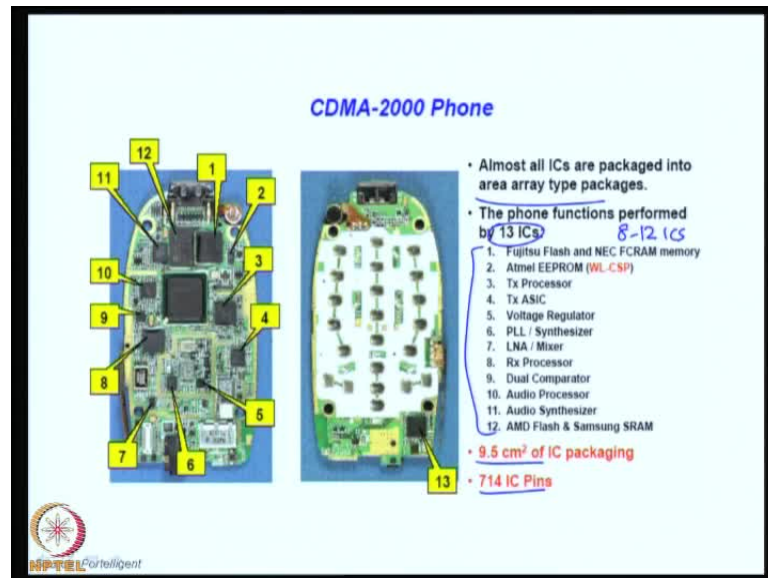 CDMA-2000 Phone
12
1
11
2
10
3
9
4
8
5
7
6
13
• Almost all ICs are packaged into
area array type packages.
• The phone functions performed
by 13 ICs:
8-12 ICs
1. Fujitsu Flash and NEC FCRAM memory
2. Atmel EEPROM (WL-CSP)
3. Tx Processor
4. Tx ASIC
5. Voltage Regulator
6. PLL / Synthesizer
7. LNA / Mixer
8. Rx Processor
9. Dual Comparator
10. Audio Processor
11. Audio Synthesizer
12. AMD Flash & Samsung SRAM
• 9.5 cm² of IC packaging
• 714 IC Pins
Portelligent
NPTEL